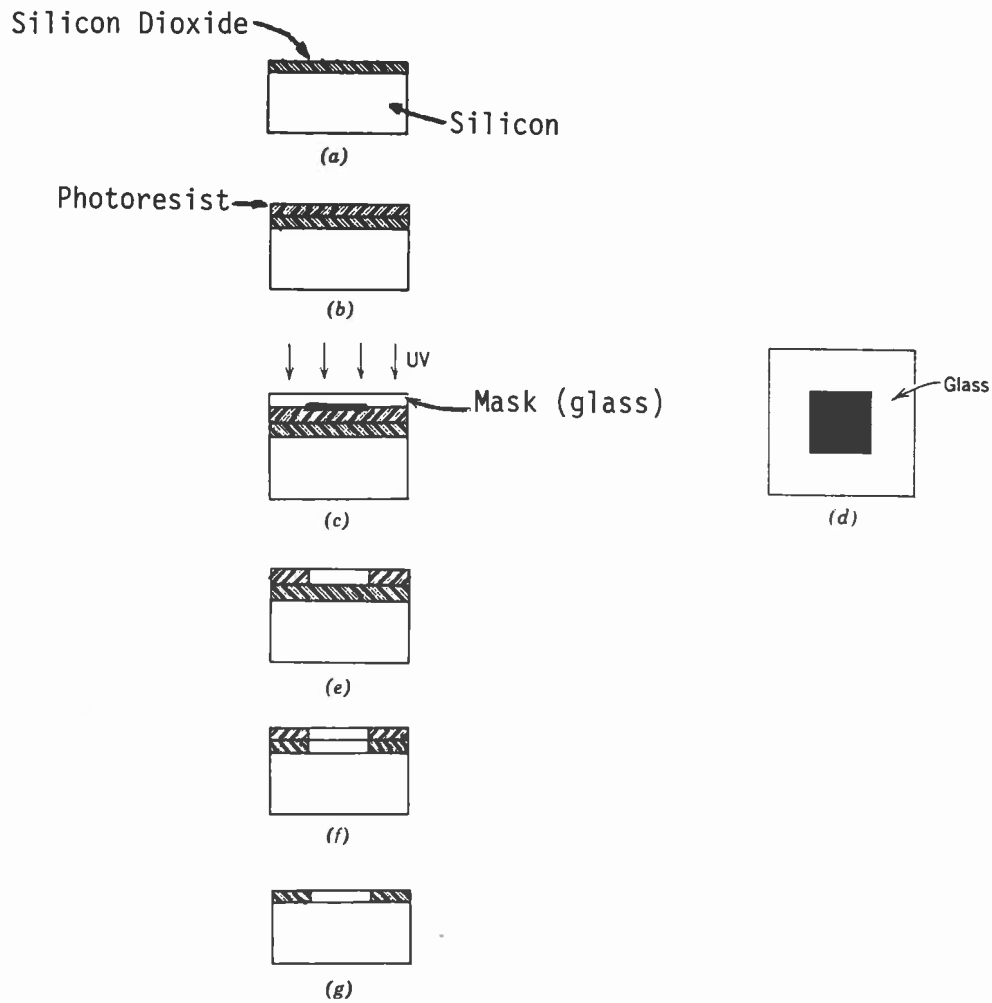 Silicon Dioxide
Silicon
(a)
Photoresist
(b)
UV
Mask (glass)
(c)
Glass
(d)
(e)
(f)
(g)